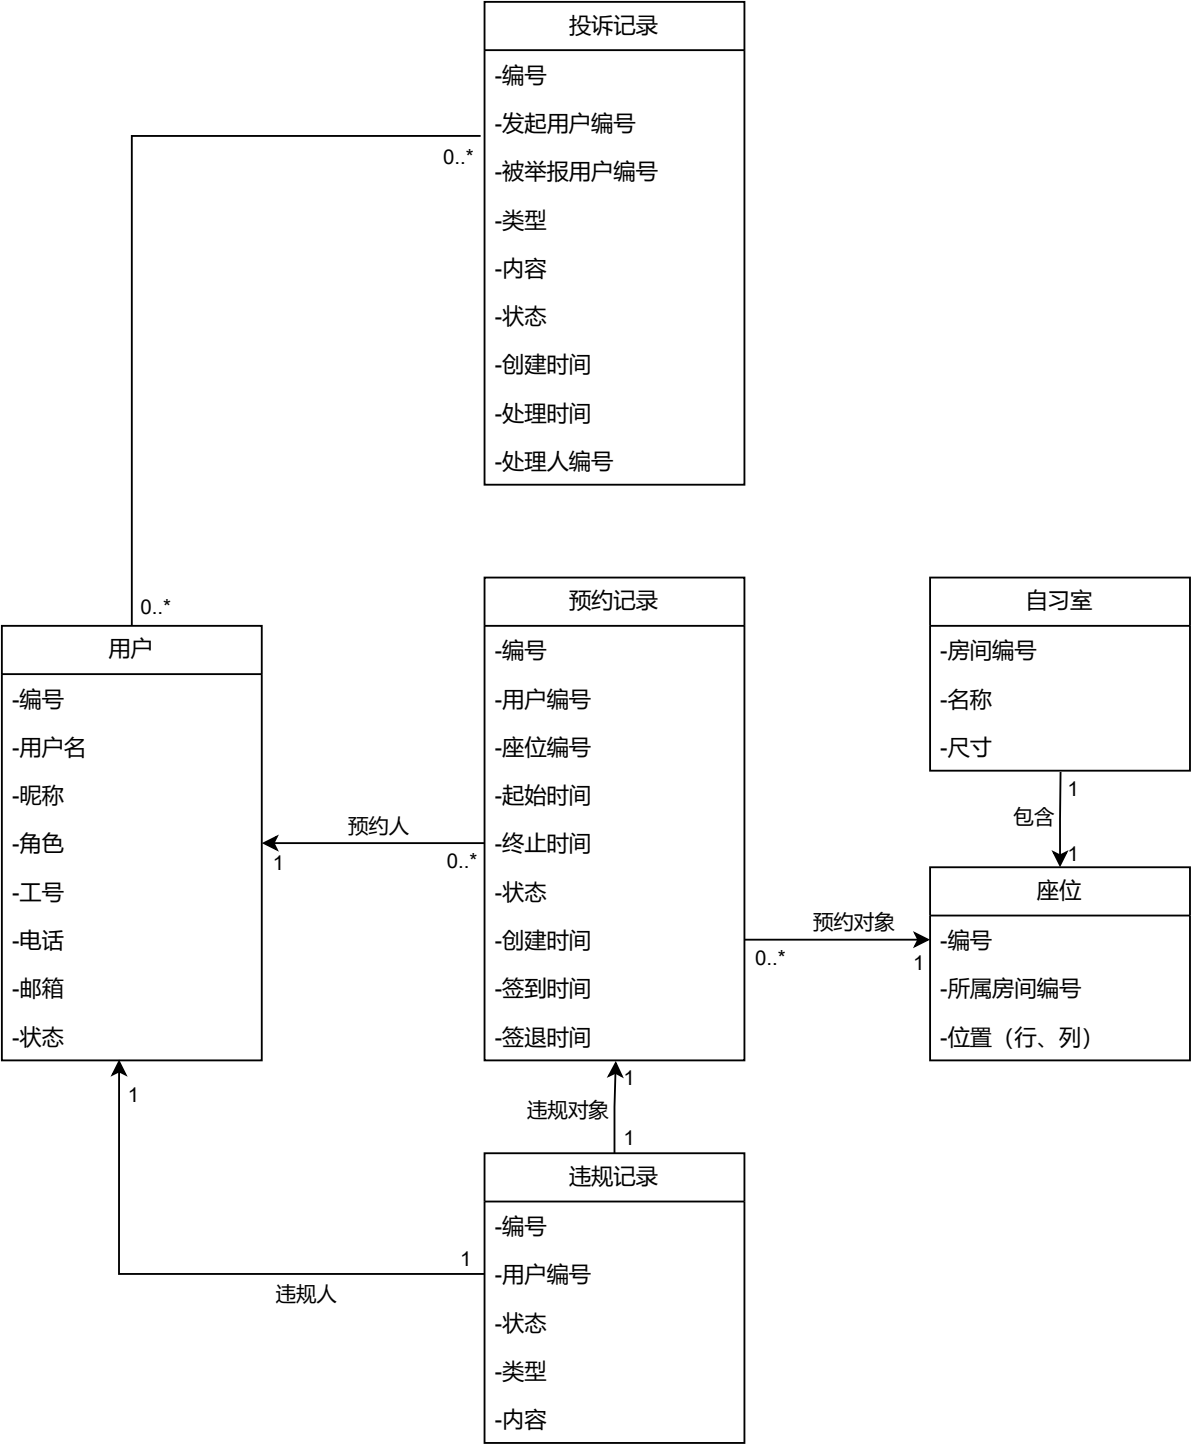 投诉记录
-编号
-发起用户编号
-被举报用户编号
-类型
-内容
-状态
-创建时间
-处理时间
-处理人编号
0..*
0..*
用户
-编号
-用户名
-昵称
-角色
-工号
-电话
-邮箱
-状态
预约人
1
0..*
预约记录
-编号
-用户编号
-座位编号
-起始时间
-终止时间
-状态
-创建时间
-签到时间
-签退时间
自习室
-房间编号
-名称
-尺寸
1
包含
1
座位
-编号
-所属房间编号
-位置（行、列）
预约对象
0..*
1
1
违规对象
1
1
1
违规人
违规记录
-编号
-用户编号
-状态
-类型
-内容